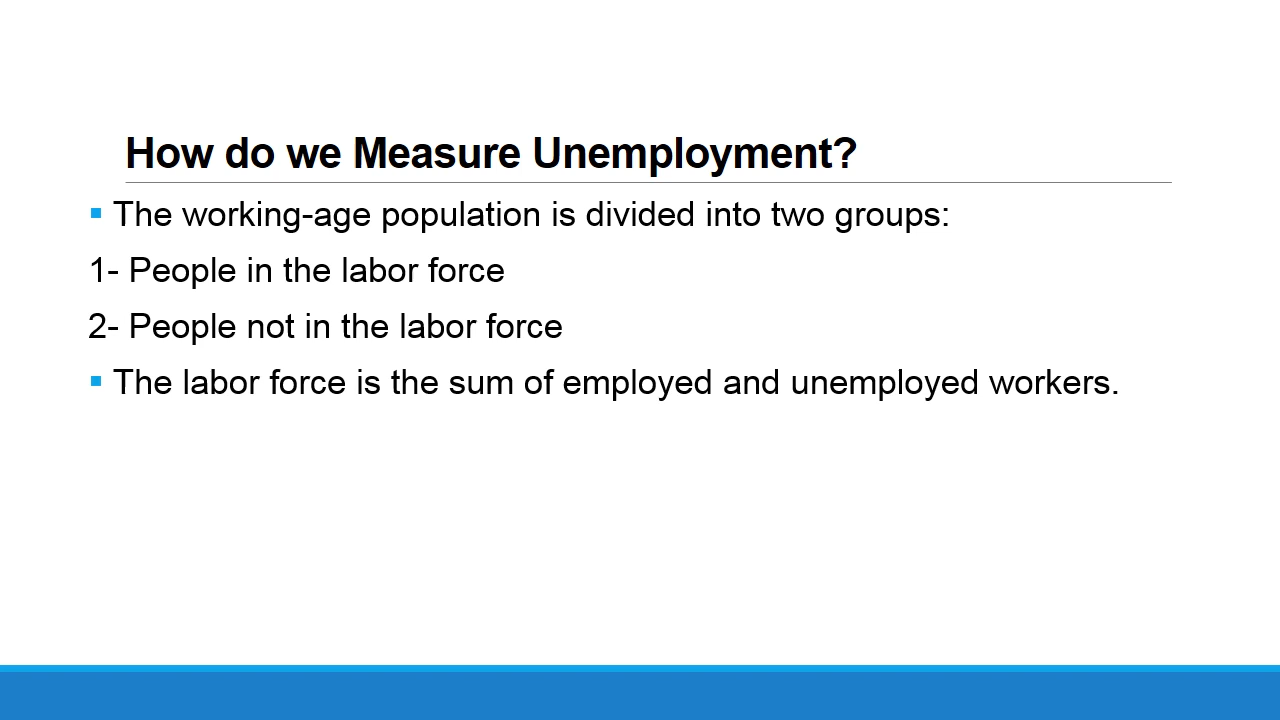 How do we Measure Unemployment?
▪ The working-age population is divided into two groups:
1- People in the labor force
2- People not in the labor force
▪ The labor force is the sum of employed and unemployed workers.